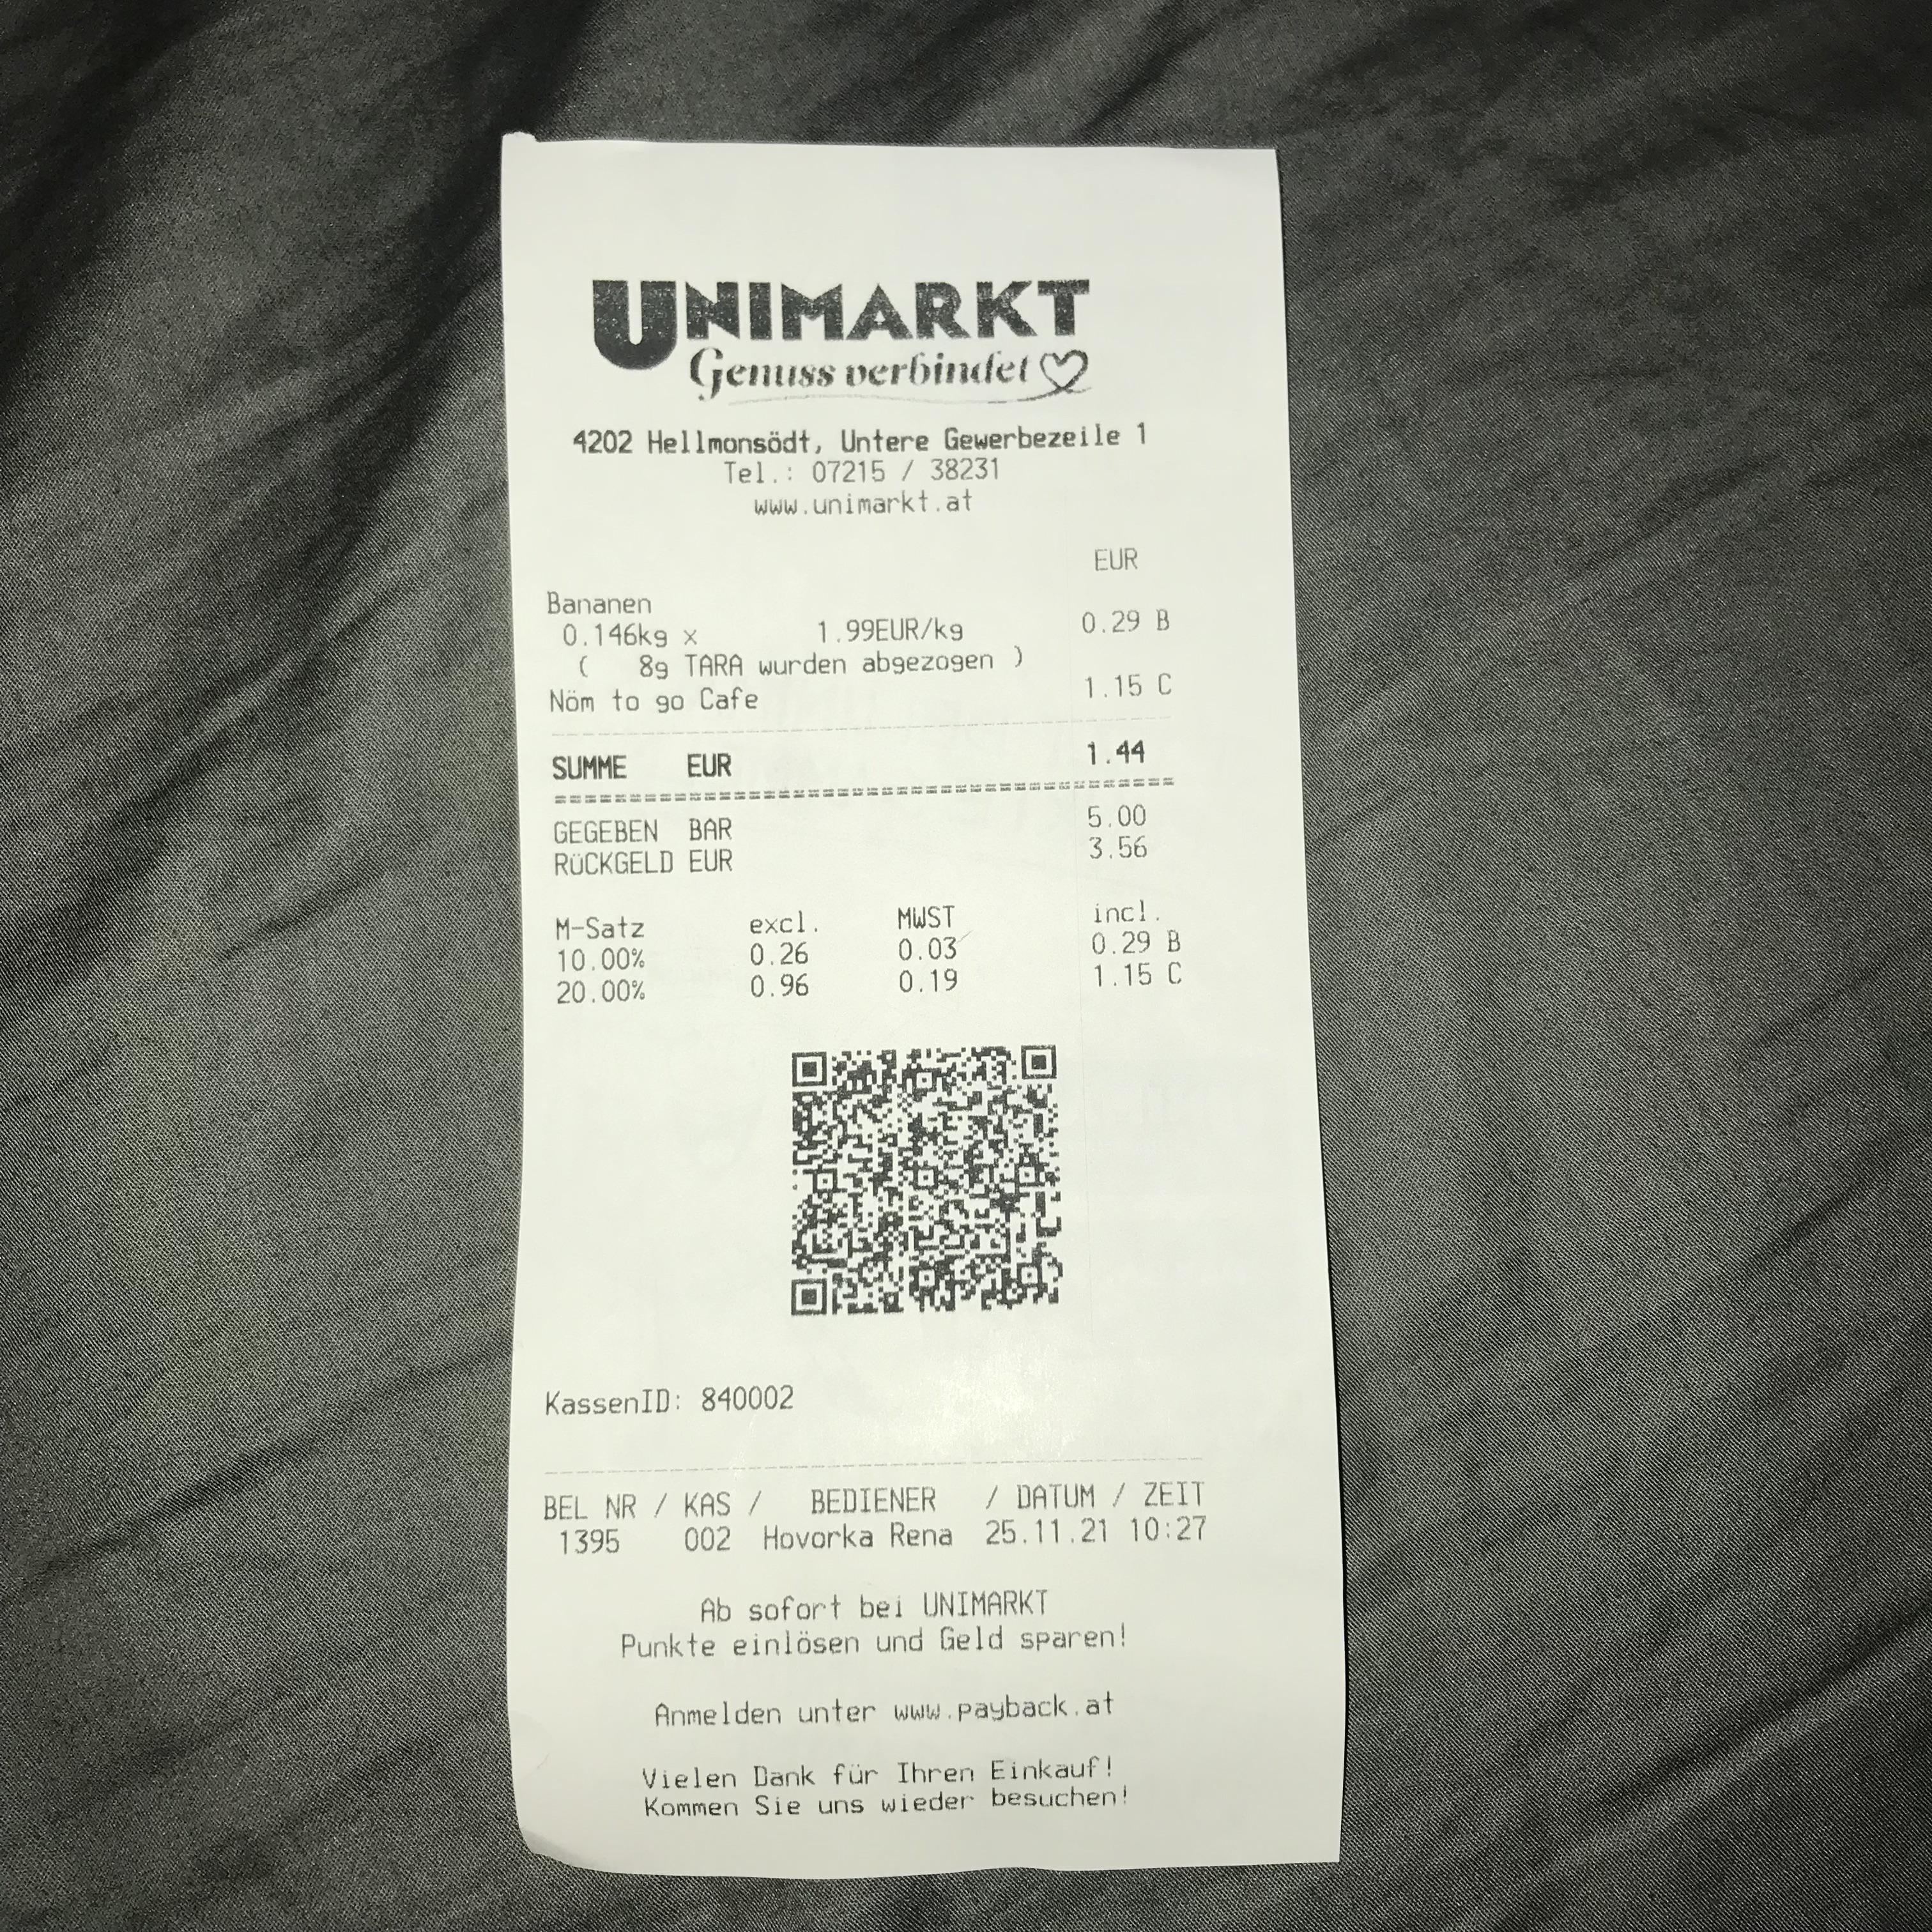 UNIMARKT
Genuss verbindet
4202 Hellmonsödt, Untere Gewerbezeile 1
Tel.: 07215 / 38231
www.unimarkt.at
EUR
Bananen
0.146kg x 1.99EUR/kg 0.29 B
( 8g TARA wurden abgezogen )
Nöm to go Cafe 1.15 C
SUMME EUR 1.44
GEGEBEN BAR 5.00
RÜCKGELD EUR 3.56
M-Satz excl. MWST incl.
10.00% 0.26 0.03 0.29 B
20.00% 0.96 0.19 1.15 C
KassenID: 840002
BEL NR / KAS / BEDIENER / DATUM / ZEIT
1395 002 Hovorka Rena 25.11.21 10:27
Ab sofort bei UNIMARKT
Punkte einlösen und Geld sparen!
Anmelden unter www.payback.at
Vielen Dank für Ihren Einkauf!
Kommen Sie uns wieder besuchen!